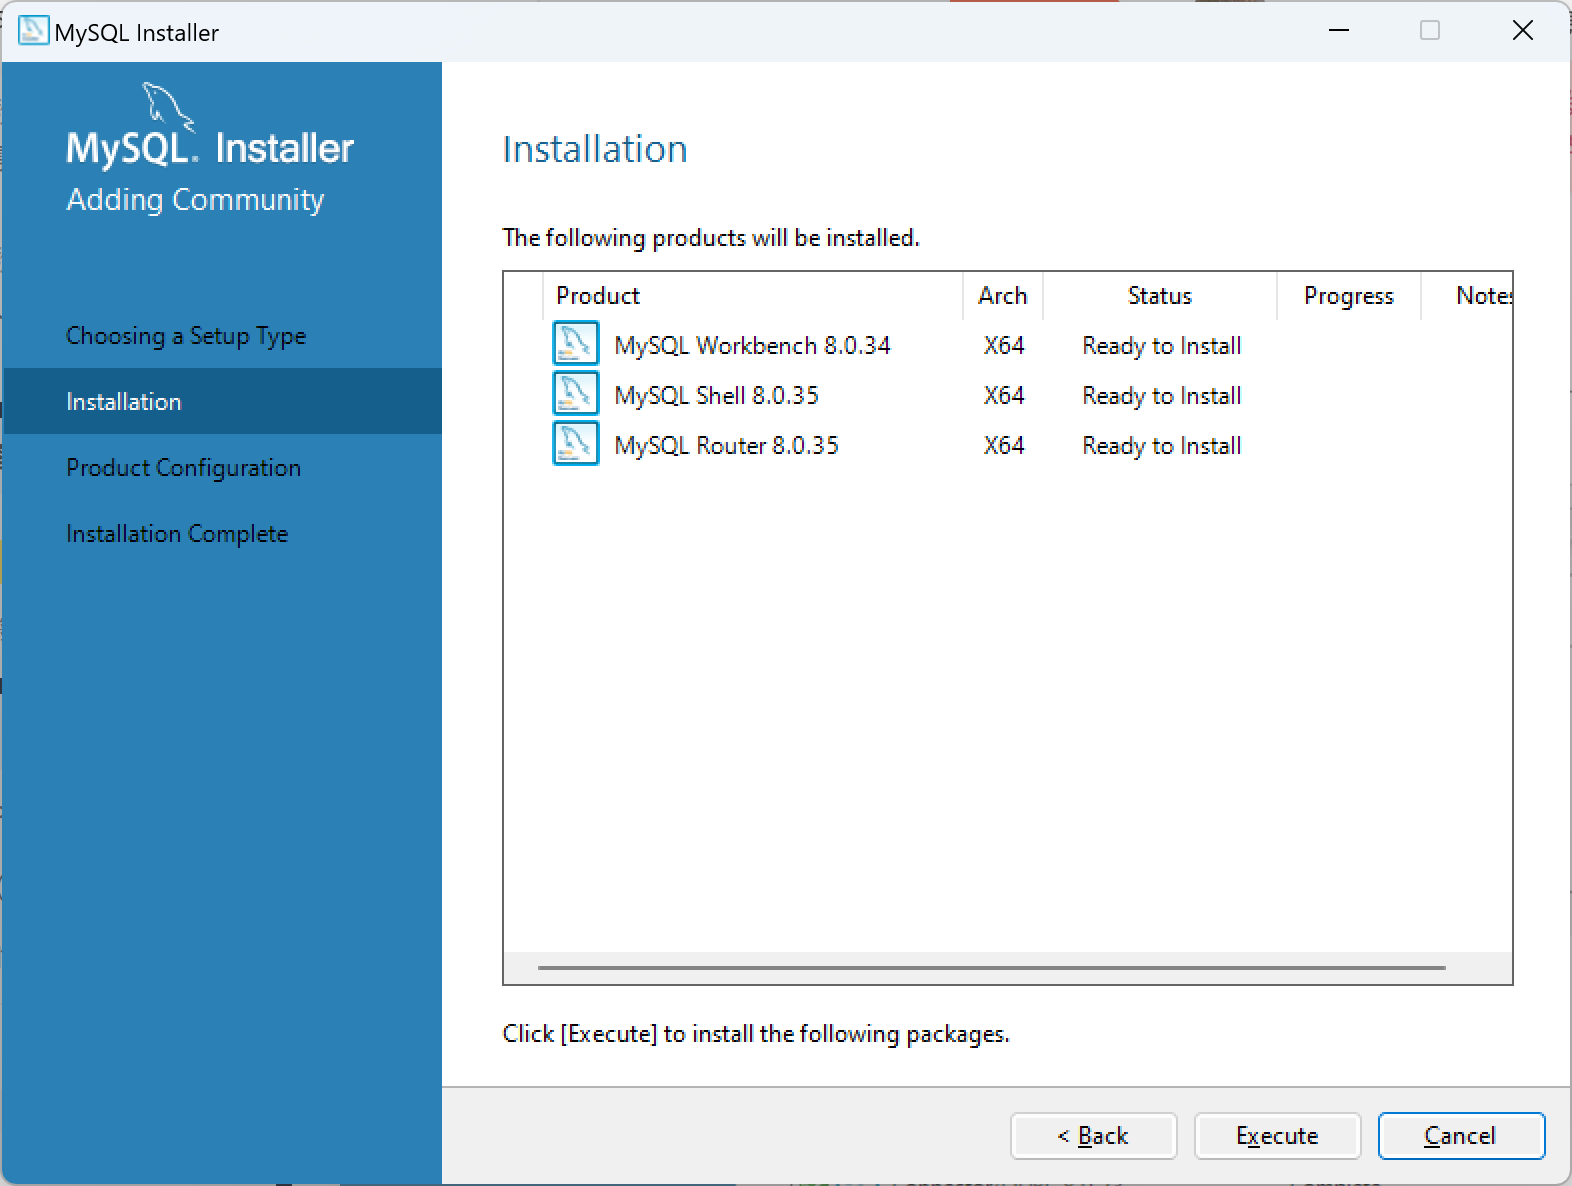 MySQL Installer
MySQL. Installer
Adding Community
Choosing a Setup Type
Installation
Product Configuration
Installation Complete
Installation
The following products will be installed.
Product Arch Status Progress Notes
MySQL Workbench 8.0.34 X64 Ready to Install
MySQL Shell 8.0.35 X64 Ready to Install
MySQL Router 8.0.35 X64 Ready to Install
Click [Execute] to install the following packages.
< Back Execute Cancel